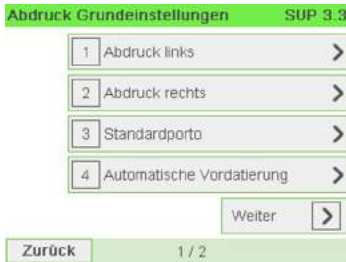 Abdruck Grundeinstellungen SUP 3.3
1 Abdruck links
2 Abdruck rechts
3 Standardporto
4 Automatische Vordatierung
Weiter
Zurück 1 / 2